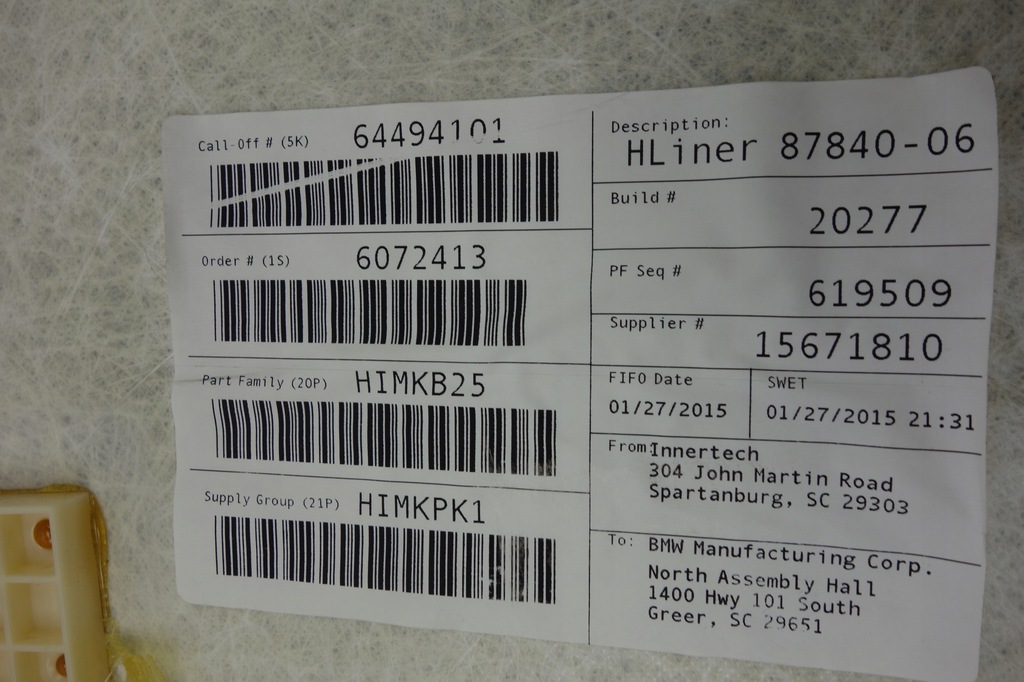 Call-Off # (5K) 64494101
Order # (1S) 6072413
Part Family (20P) HIMKB25
Supply Group (21P) HIMKPK1
Description:
HLiner 87840-06
Build #
20277
PF Seq #
619509
Supplier #
15671810
FIFO Date
01/27/2015
SWET
01/27/2015 21:31
From: Innertech
304 John Martin Road
Spartanburg, SC 29303
To: BMW Manufacturing Corp.
North Assembly Hall
1400 Hwy 101 South
Greer, SC 29651